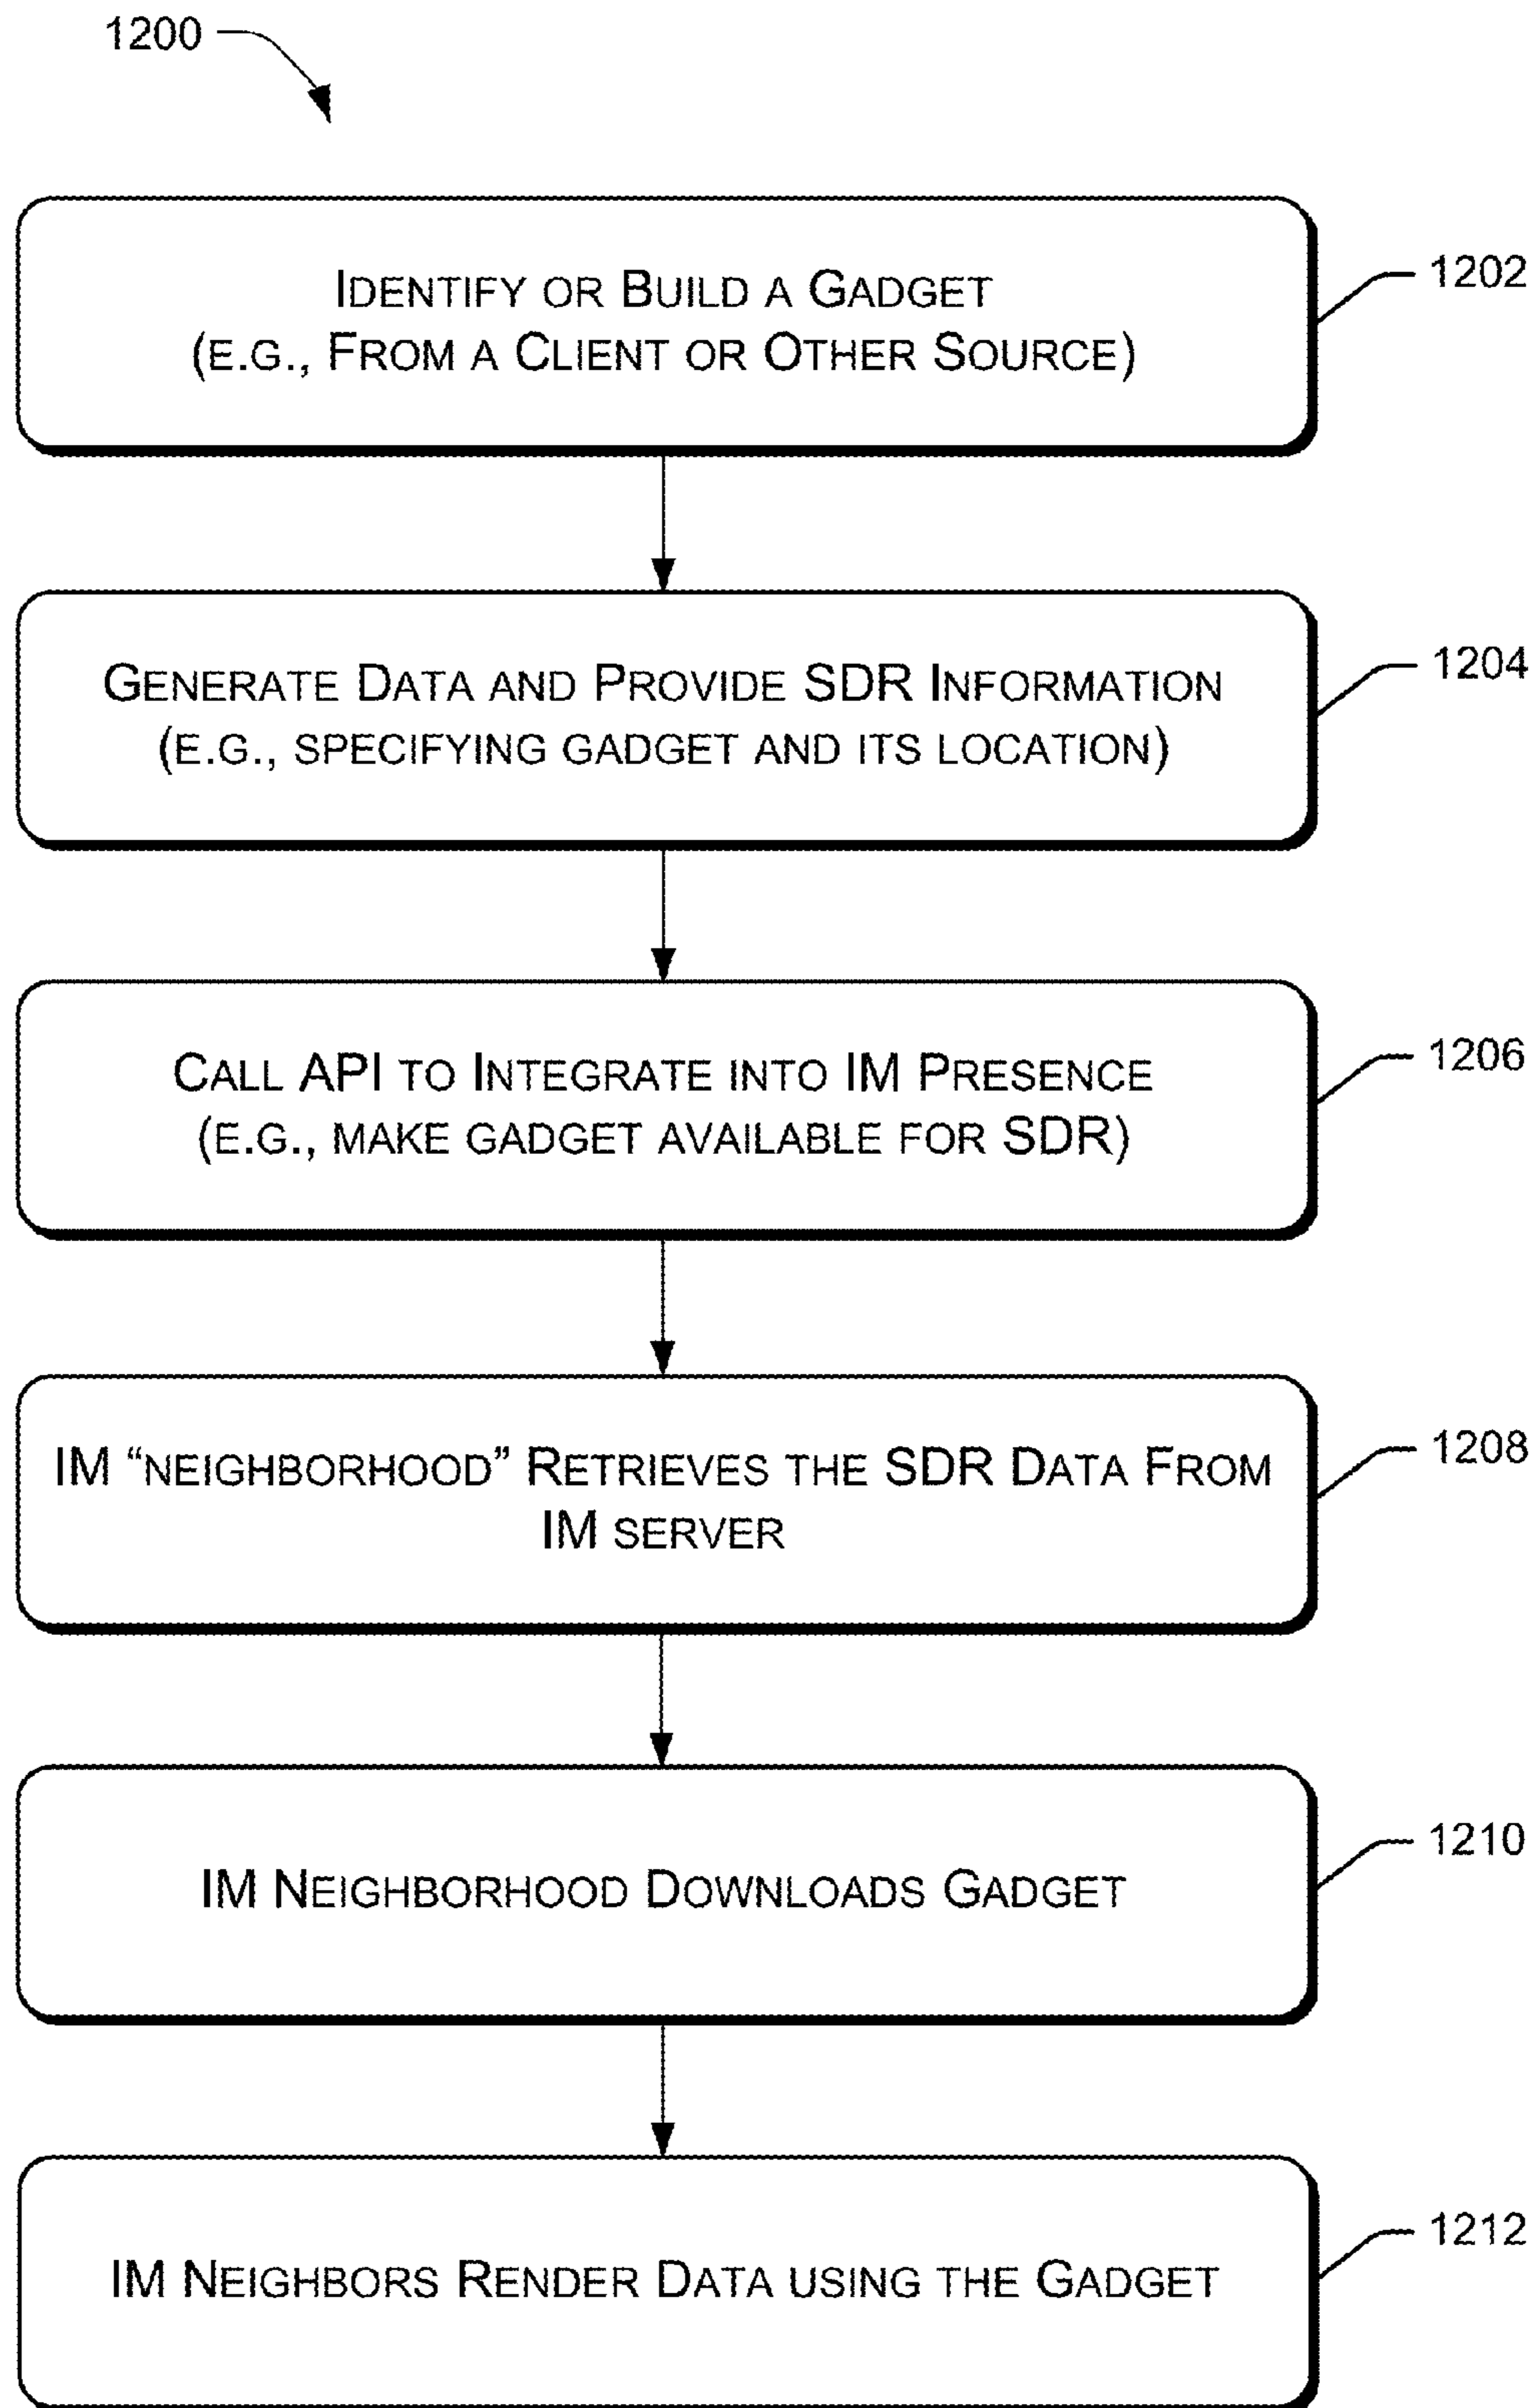 1200
IDENTIFY OR BUILD A GADGET
(E.G., FROM A CLIENT OR OTHER SOURCE)
1202
GENERATE DATA AND PROVIDE SDR INFORMATION
(E.G., SPECIFYING GADGET AND ITS LOCATION)
1204
CALL API TO INTEGRATE INTO IM PRESENCE
(E.G., MAKE GADGET AVAILABLE FOR SDR)
1206
IM “NEIGHBORHOOD” RETRIEVES THE SDR DATA FROM
IM SERVER
1208
IM NEIGHBORHOOD DOWNLOADS GADGET
1210
IM NEIGHBORS RENDER DATA USING THE GADGET
1212